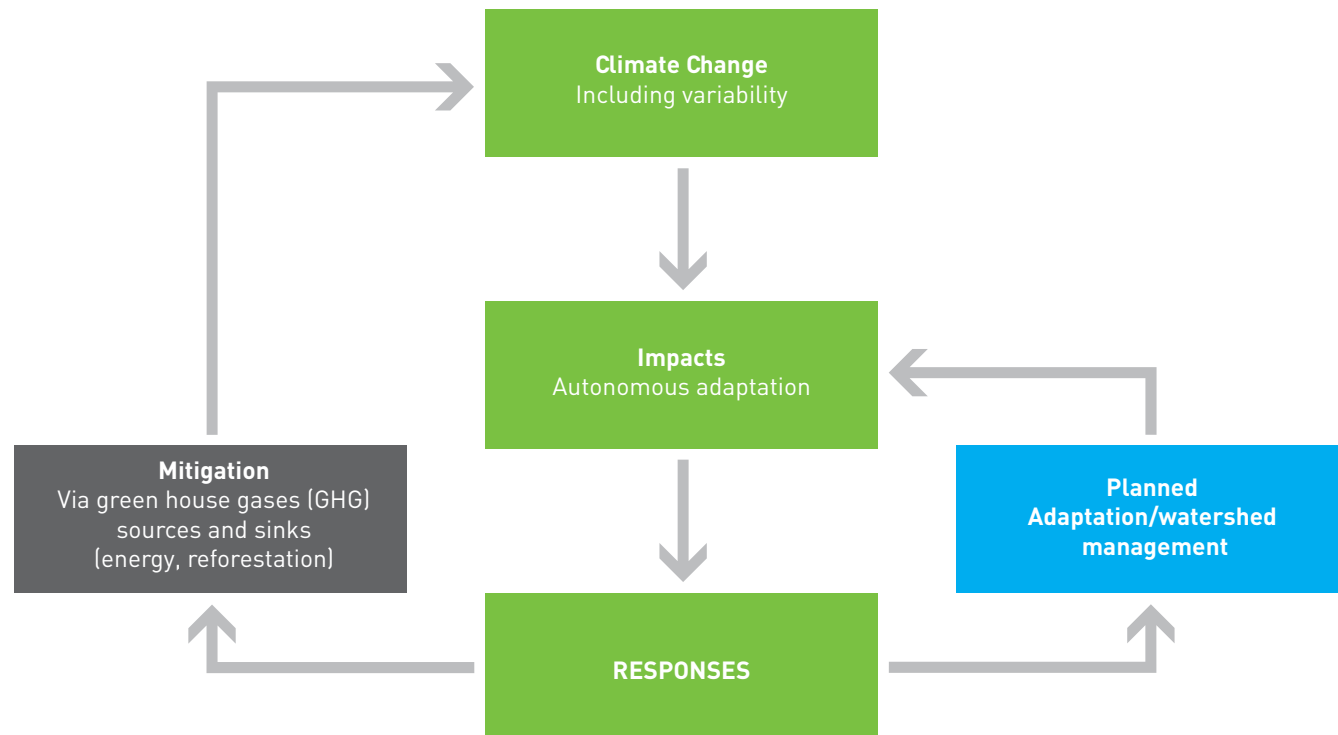 Climate Change
Including variability
Impacts
Autonomous adaptation
Mitigation
Via green house gases (GHG)
sources and sinks
(energy, reforestation)
Planned
Adaptation/watershed
management
RESPONSES